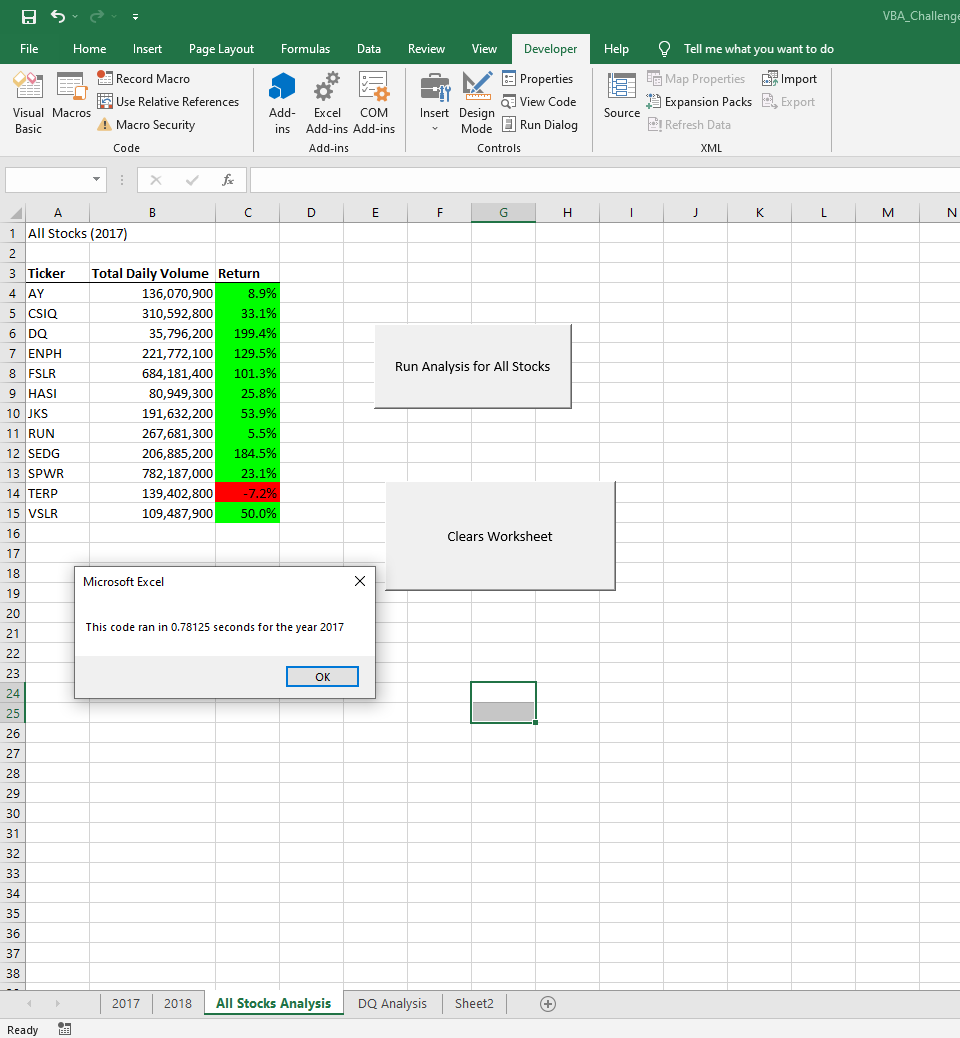 VBA_Challenge
File Home Insert Page Layout Formulas Data Review View Developer Help Tell me what you want to do
Visual Basic
Macros
Record Macro
Use Relative References
Macro Security
Code
Add-ins
Excel Add-ins
COM Add-ins
Add-ins
Insert
Design Mode
Properties
View Code
Run Dialog
Controls
Source
Map Properties
Expansion Packs
Refresh Data
Import
Export
XML
fx
A B C D E F G H I J K L M N
1 All Stocks (2017)
2
3 Ticker Total Daily Volume Return
4 AY 136,070,900 8.9%
5 CSIQ 310,592,800 33.1%
6 DQ 35,796,200 199.4%
7 ENPH 221,772,100 129.5%
8 FSLR 684,181,400 101.3%
9 HASI 80,949,300 25.8%
10 JKS 191,632,200 53.9%
11 RUN 267,681,300 5.5%
12 SEDG 206,885,200 184.5%
13 SPWR 782,187,000 23.1%
14 TERP 139,402,800 -7.2%
15 VSLR 109,487,900 50.0%
Run Analysis for All Stocks
Clears Worksheet
16
17
18
19
20
21
22
23
24
25
26
27
28
29
30
31
32
33
34
35
36
37
38
Microsoft Excel
This code ran in 0.78125 seconds for the year 2017
OK
2017 2018 All Stocks Analysis DQ Analysis Sheet2
Ready